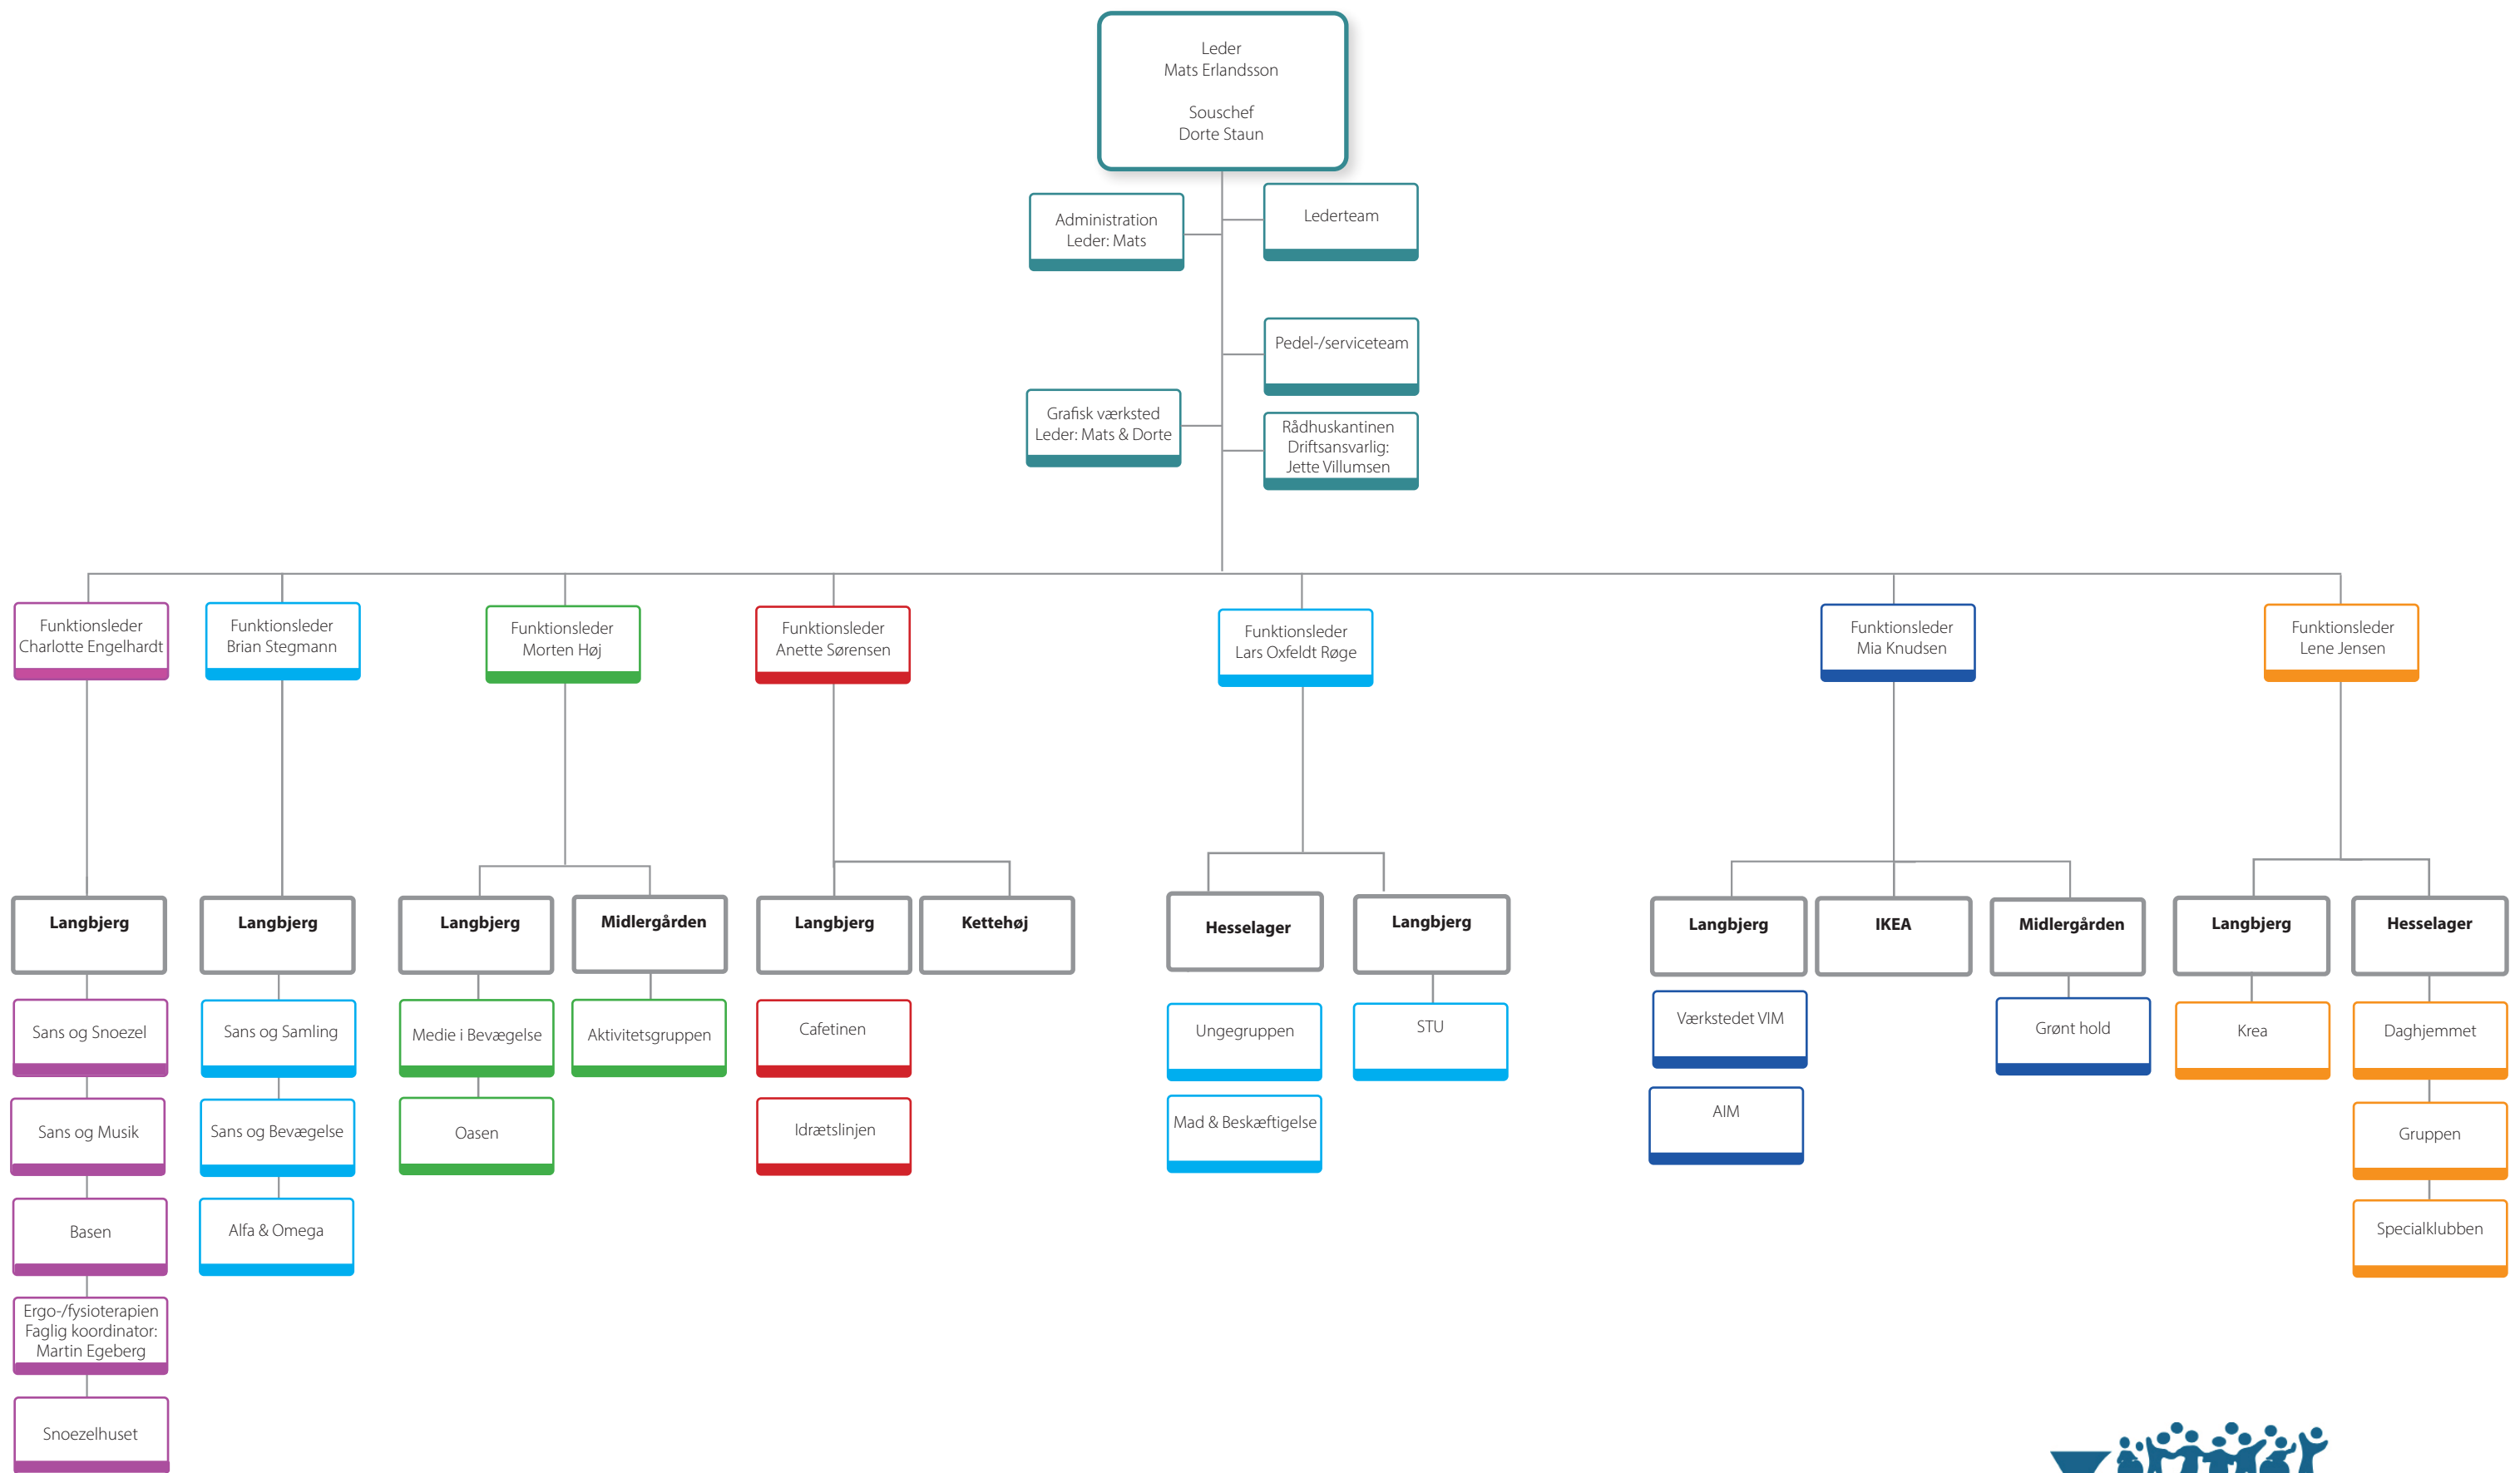 Leder
Mats Erlandsson
Souschef
Dorte Staun
Administration
Leder: Mats
Lederteam
Pedel-/serviceteam
Grafisk værksted
Leder: Mats & Dorte
Rådhuskantinen
Driftsansvarlig:
Jette Villumsen
Funktionsleder
Charlotte Engelhardt
Funktionsleder
Brian Stegmann
Funktionsleder
Morten Høj
Funktionsleder
Anette Sørensen
Funktionsleder
Lars Oxfeldt Røge
Funktionsleder
Mia Knudsen
Funktionsleder
Lene Jensen
Langbjerg
Langbjerg
Langbjerg
Midlergården
Langbjerg
Kettehøj
Hesselager
Langbjerg
Langbjerg
IKEA
Midlergården
Langbjerg
Hesselager
Sans og Snoezel
Sans og Samling
Medie i Bevægelse
Aktivitetsgruppen
Cafetinen
Ungegruppen
STU
Værkstedet VIM
Grønt hold
Krea
Daghjemmet
Sans og Musik
Sans og Bevægelse
Oasen
Idrætslinjen
Mad & Beskæftigelse
AIM
Gruppen
Basen
Alfa & Omega
Specialklubben
Ergo-/fysioterapien
Faglig koordinator:
Martin Egeberg
Snoezelhuset